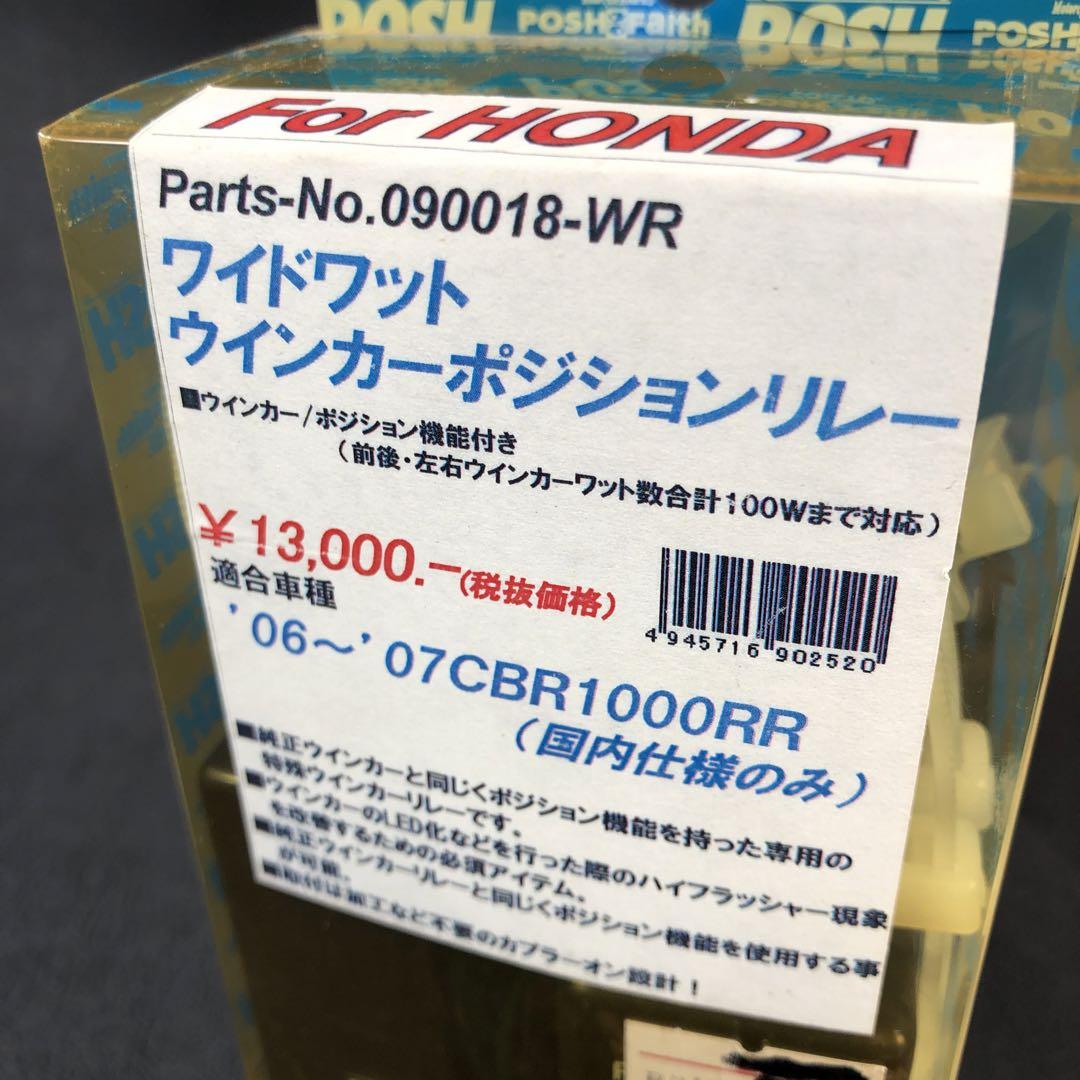 POSH POSH Faith POSH POSH
For HONDA
Parts-No.090018-WR
ワイドワット
ウインカーポジションリレー
■ウインカー/ポジション機能付き
(前後・左右ウインカーワット数合計100Wまで対応)
￥13,000.-(税抜価格)
4 945716 902520
適合車種
'06～'07CBR1000RR
(国内仕様のみ)
■純正ウインカーと同じくポジション機能を持った専用の
特殊ウインカーリレーです。
■ウインカーのLED化などを行った際のハイフラッシャー現象
を改善するための必須アイテム。
■純正ウインカーリレーと同じくポジション機能を使用する事
が可能。
■取付は加工など不要のカプラーオン設計!